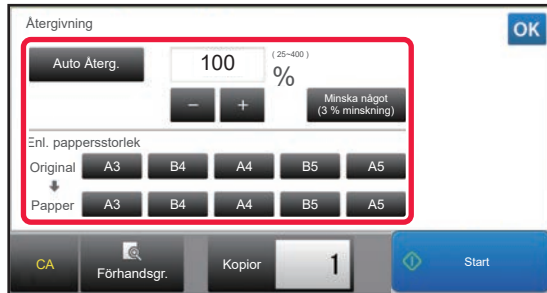 Återgivning
OK
Auto Återg.
100
(25~400)
%
−
+
Minska något
(3 % minskning)
Enl. pappersstorlek
Original
A3
B4
A4
B5
A5
Papper
A3
B4
A4
B5
A5
CA
Förhandsgr.
Kopior
1
Start